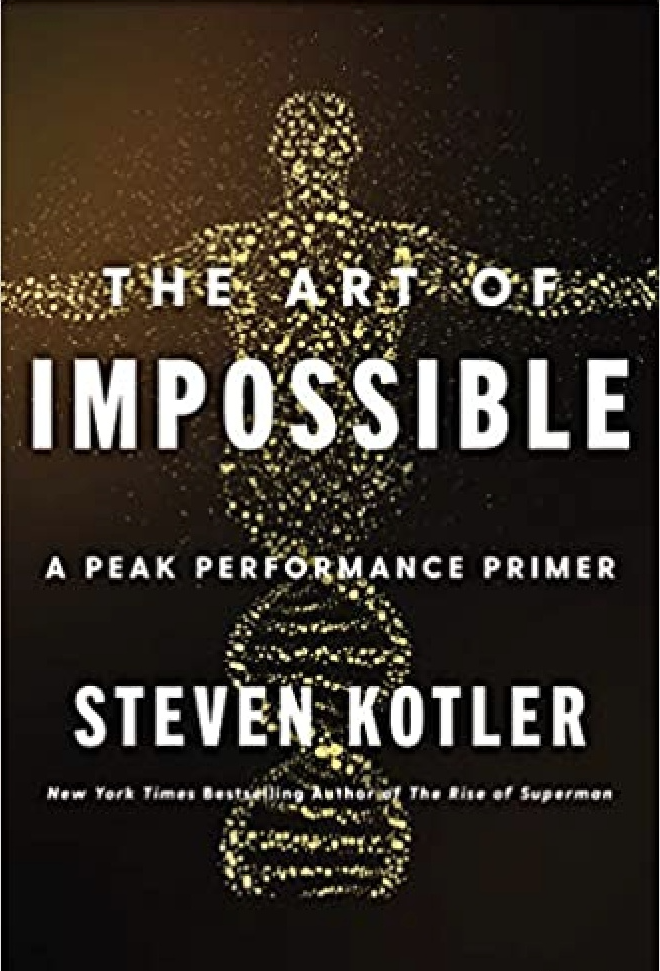 THE ART OF
IMPOSSIBLE
A PEAK PERFORMANCE PRIMER
STEVEN KOTLER
New York Times Bestselling Author of The Rise of Superman